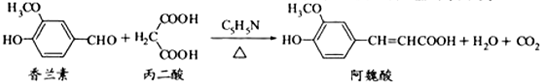 H₃CO COOH C₅H₅N H₃CO
HO CHO + H₂C △ HO CH=CHCOOH + H₂O + CO₂
COOH
香兰素 丙二酸 阿魏酸